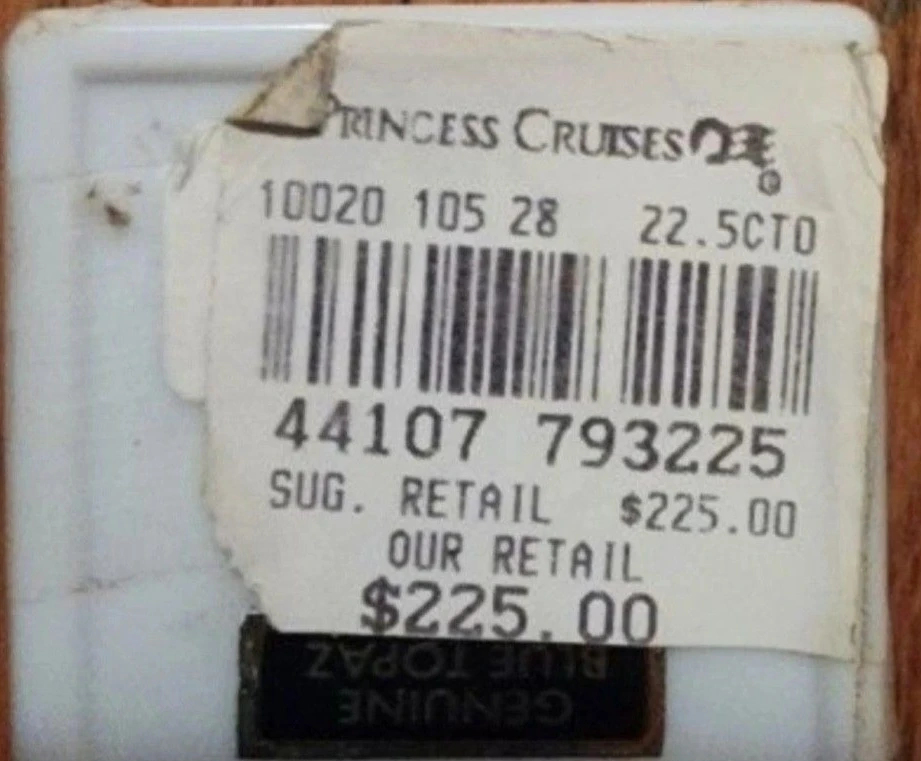 PRINCESS CRUISES
10020 105 28 22.5CTO
44107 793225
SUG. RETAIL $225.00
OUR RETAIL
$225.00
GENUINE
BLUE TOPAZ